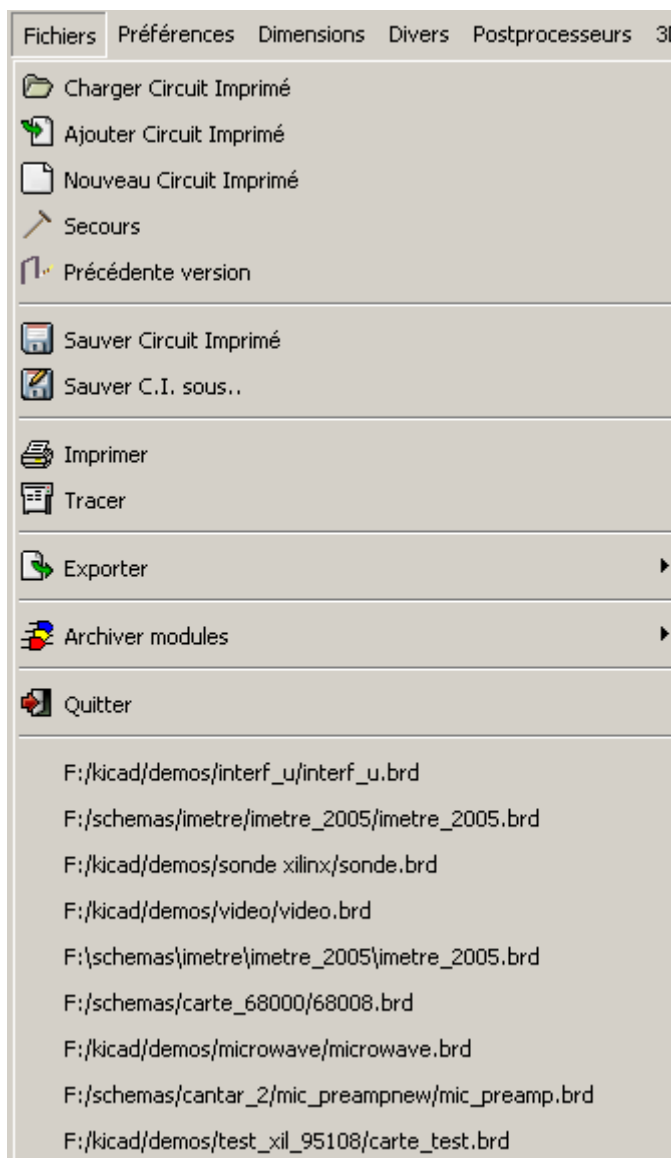 Fichiers Préférences Dimensions Divers Postprocesseurs
Charger Circuit Imprimé
Ajouter Circuit Imprimé
Nouveau Circuit Imprimé
Secours
Précédente version
Sauver Circuit Imprimé
Sauver C.I. sous..
Imprimer
Tracer
Exporter
Archiver modules
Quitter
F:/kicad/demos/interf_u/interf_u.brd
F:/schemas/imetre/imetre_2005/imetre_2005.brd
F:/kicad/demos/sonde xilinx/sonde.brd
F:/kicad/demos/video/video.brd
F:\schemas\imetre\imetre_2005\imetre_2005.brd
F:/schemas/carte_68000/68008.brd
F:/kicad/demos/microwave/microwave.brd
F:/schemas/cantar_2/mic_preampnew/mic_preamp.brd
F:/kicad/demos/test_xil_95108/carte_test.brd